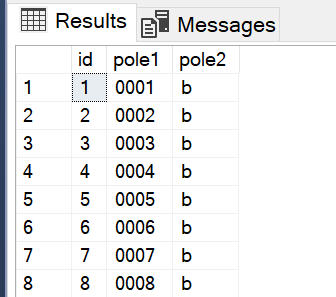 Results Messages
id pole1 pole2
1 1 0001 b
2 2 0002 b
3 3 0003 b
4 4 0004 b
5 5 0005 b
6 6 0006 b
7 7 0007 b
8 8 0008 b